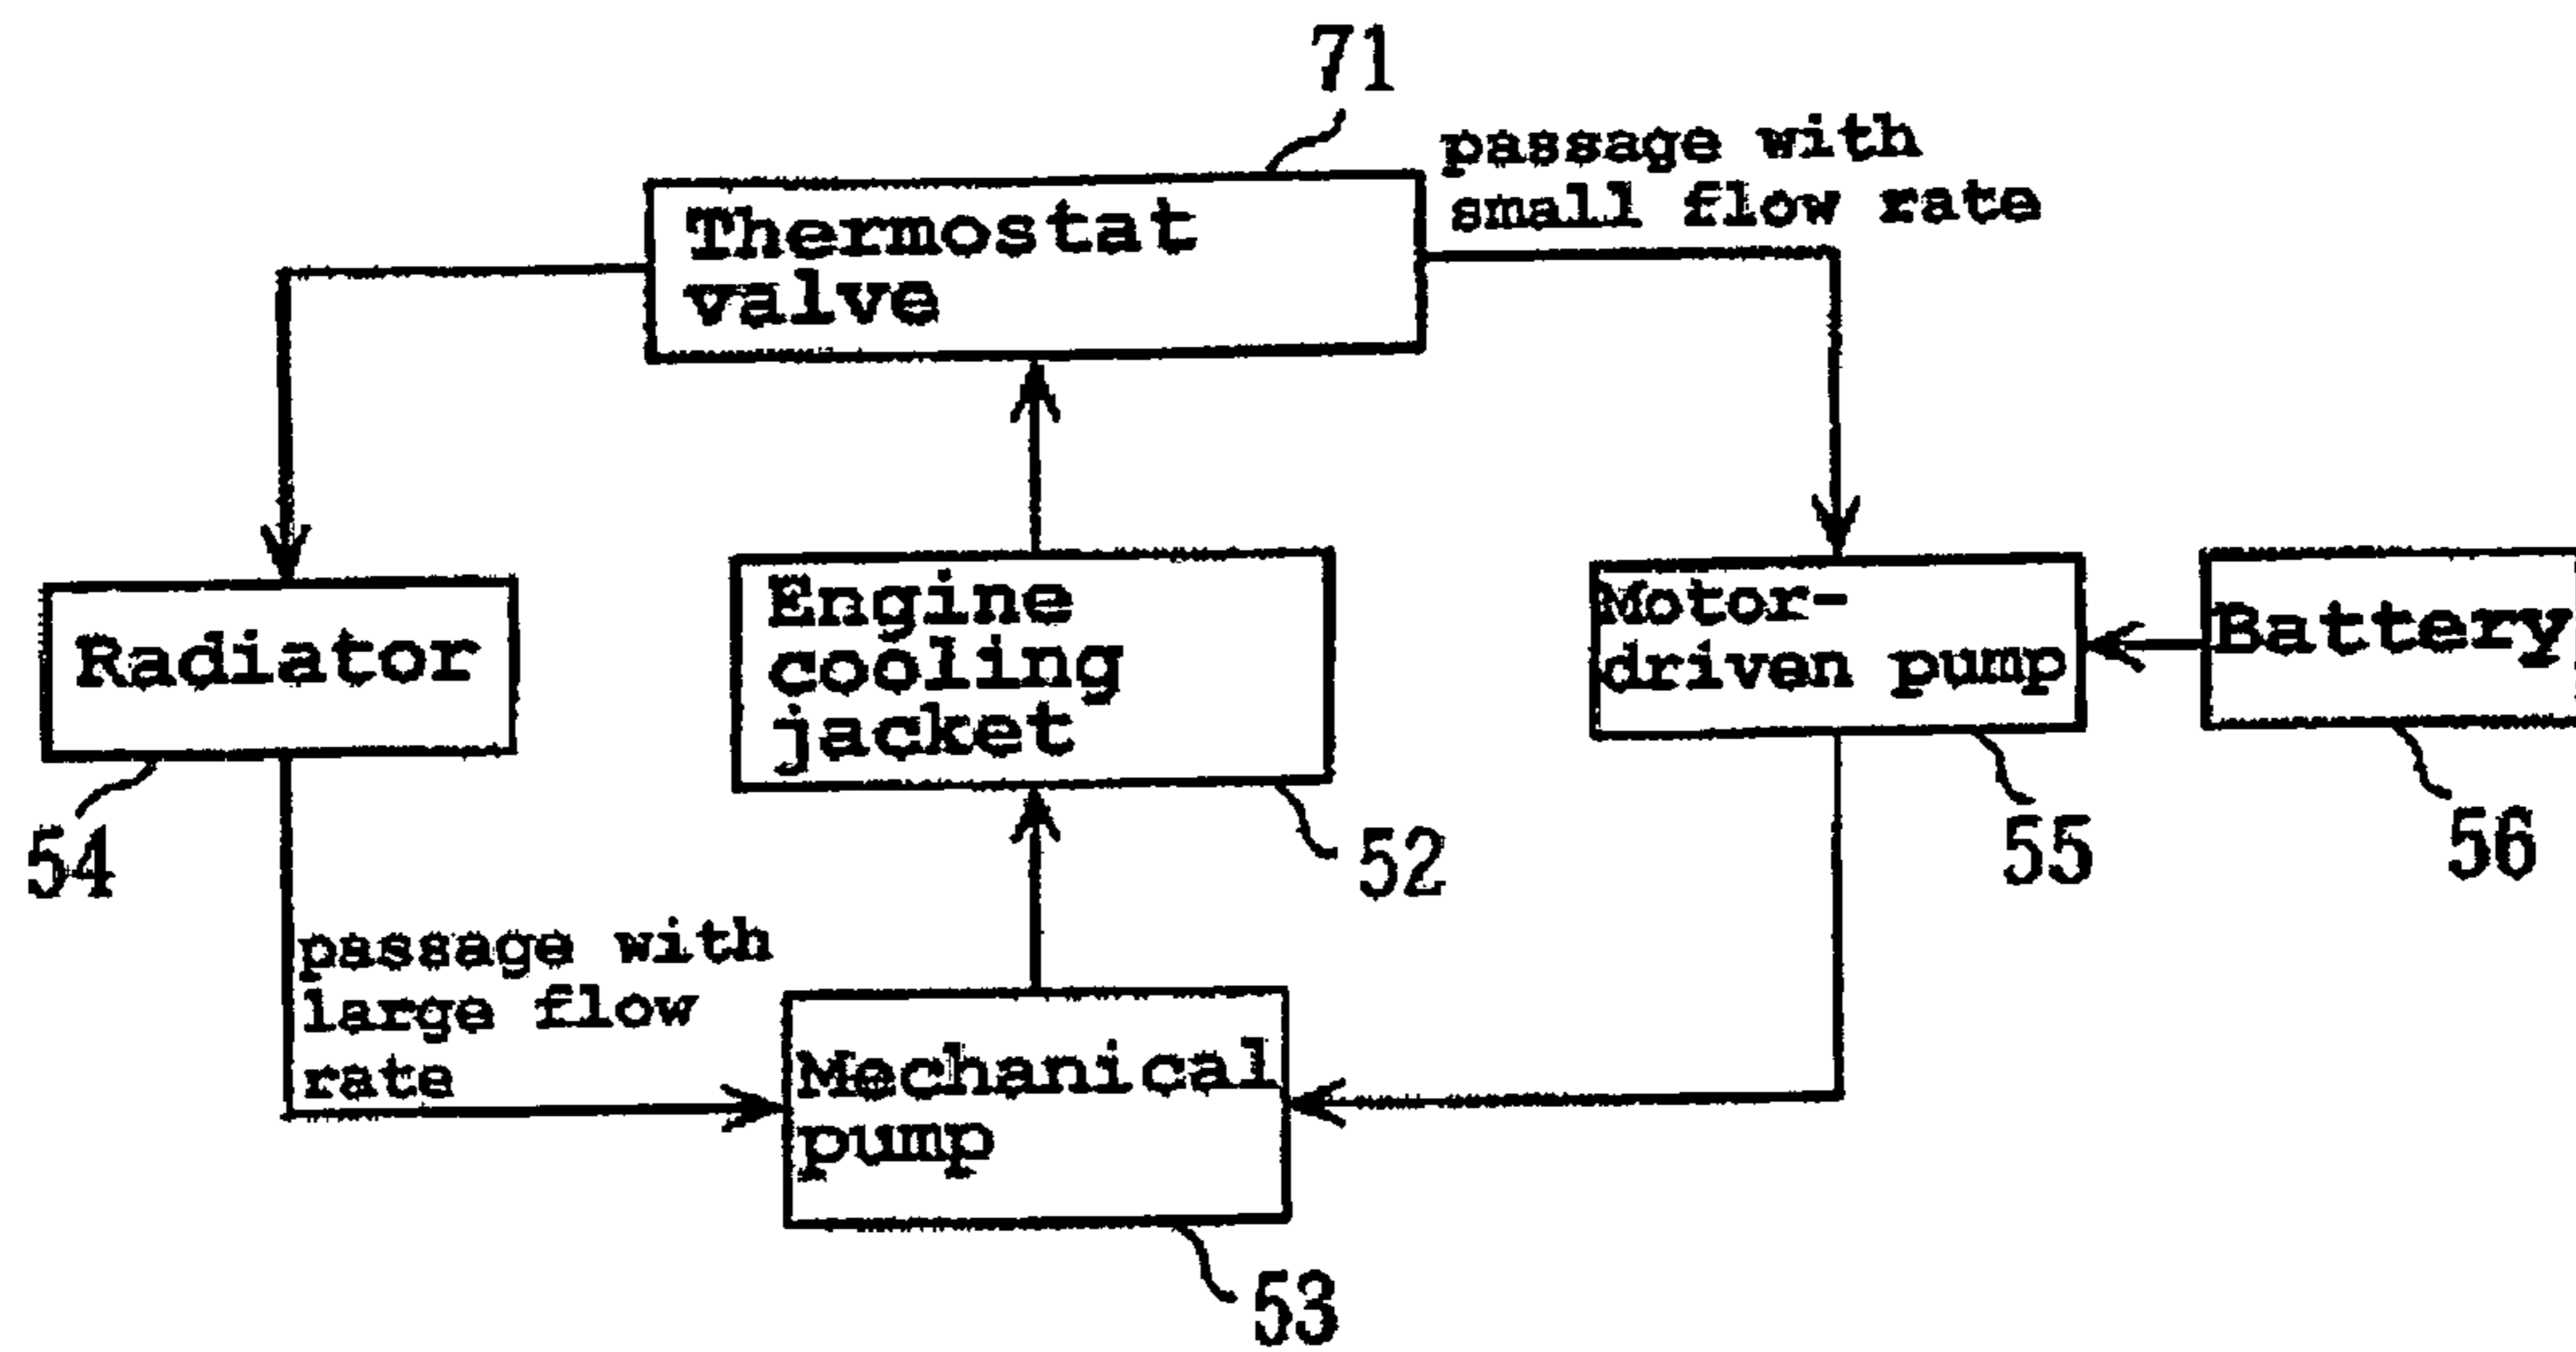 71
passage with
small flow rate
Thermostat
valve
Radiator
Engine
cooling
jacket
Motor-
driven pump
Battery
54
52
55
56
passage with
large flow
rate
Mechanical
pump
53